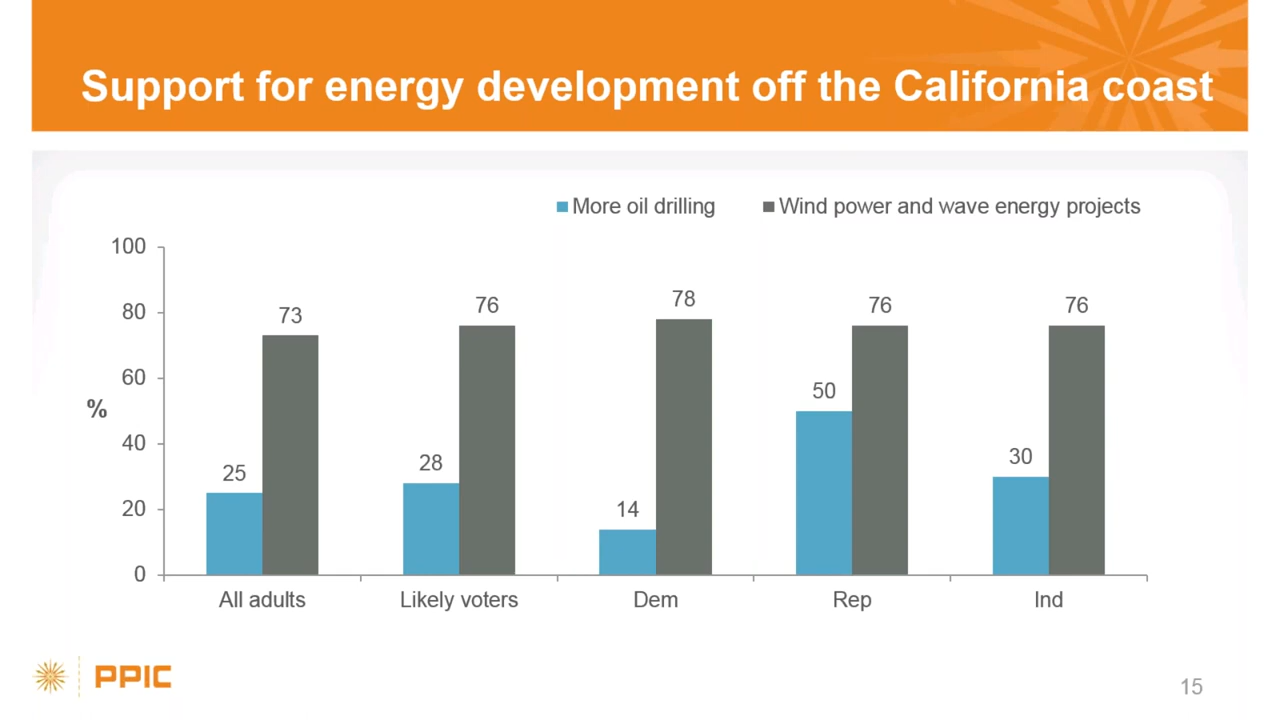 Support for energy development off the California coast
More oil drilling
Wind power and wave energy projects
100
80
60
40
20
0
%
25
73
28
76
14
78
50
76
30
76
All adults
Likely voters
Dem
Rep
Ind
PPIC
15